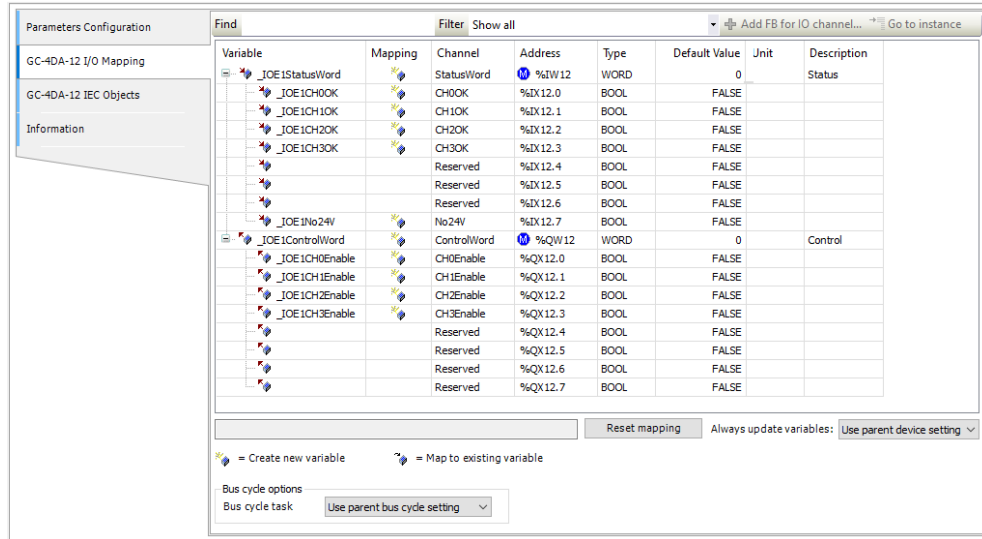 Parameters Configuration
GC-4DA-12 I/O Mapping
GC-4DA-12 IEC Objects
Information
Find Filter Show all Add FB for IO channel... Go to instance
Variable Mapping Channel Address Type Default Value Unit Description
_IOE1StatusWord StatusWord M %IW12 WORD 0 Status
_IOE1CH0OK CH0OK %IX12.0 BOOL FALSE
_IOE1CH1OK CH1OK %IX12.1 BOOL FALSE
_IOE1CH2OK CH2OK %IX12.2 BOOL FALSE
_IOE1CH3OK CH3OK %IX12.3 BOOL FALSE
Reserved %IX12.4 BOOL FALSE
Reserved %IX12.5 BOOL FALSE
Reserved %IX12.6 BOOL FALSE
_IOE1No24V No24V %IX12.7 BOOL FALSE
_IOE1ControlWord ControlWord M %QW12 WORD 0 Control
_IOE1CH0Enable CH0Enable %QX12.0 BOOL FALSE
_IOE1CH1Enable CH1Enable %QX12.1 BOOL FALSE
_IOE1CH2Enable CH2Enable %QX12.2 BOOL FALSE
_IOE1CH3Enable CH3Enable %QX12.3 BOOL FALSE
Reserved %QX12.4 BOOL FALSE
Reserved %QX12.5 BOOL FALSE
Reserved %QX12.6 BOOL FALSE
Reserved %QX12.7 BOOL FALSE
Reset mapping Always update variables: Use parent device setting
= Create new variable = Map to existing variable
Bus cycle options
Bus cycle task Use parent bus cycle setting